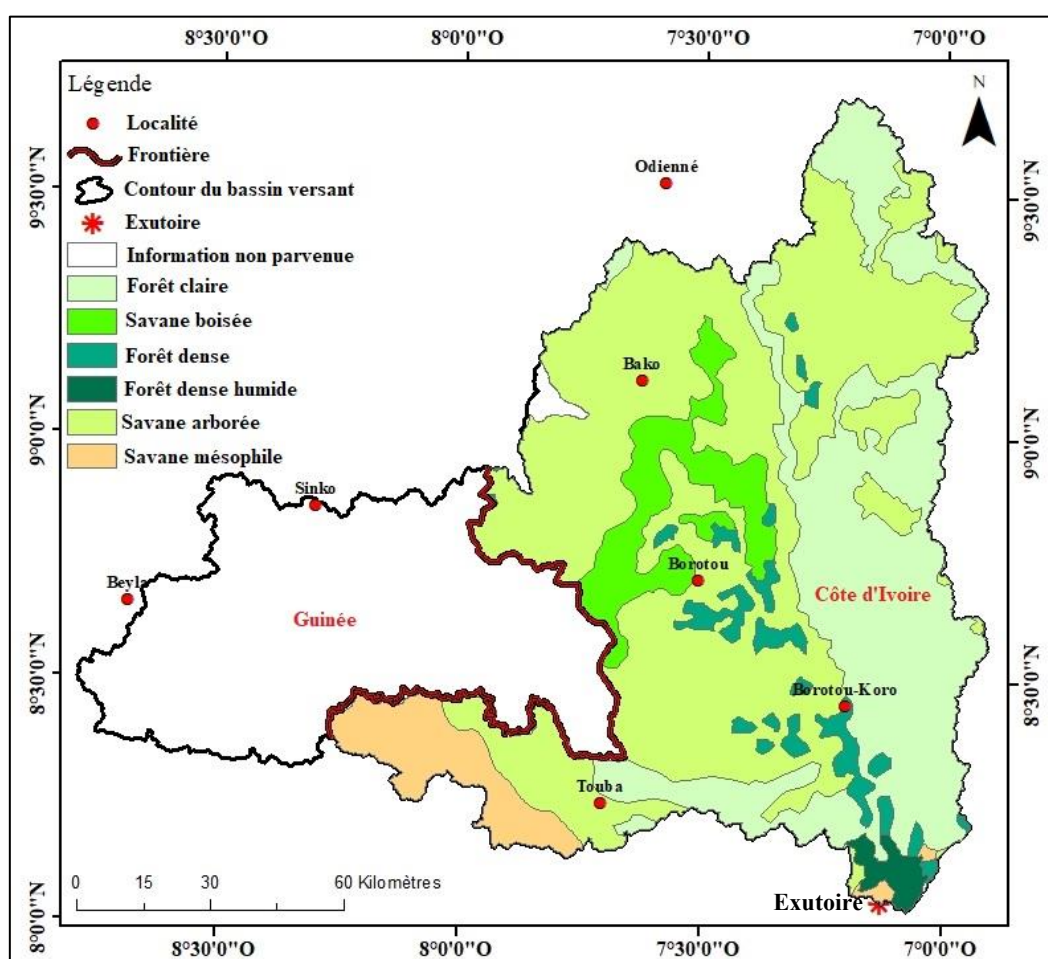 8°30'0"O 8°0'0"O 7°30'0"O 7°0'0"O
Légende
Localité
Frontière
Contour du bassin versant
Exutoire
Information non parvenue
Forêt claire
Savane boisée
Forêt dense
Forêt dense humide
Savane arborée
Savane mésophile
N
Odienné
Bako
Sinko
Beyla
Borotou
Guinée
Côte d'Ivoire
Borotou-Koro
Touba
Exutoire
0 15 30 60 Kilomètres
9°30'0"N
9°0'0"N
8°30'0"N
8°0'0"N
9°30'0"N
9°0'0"N
8°30'0"N
8°0'0"N
8°30'0"O 8°0'0"O 7°30'0"O 7°0'0"O